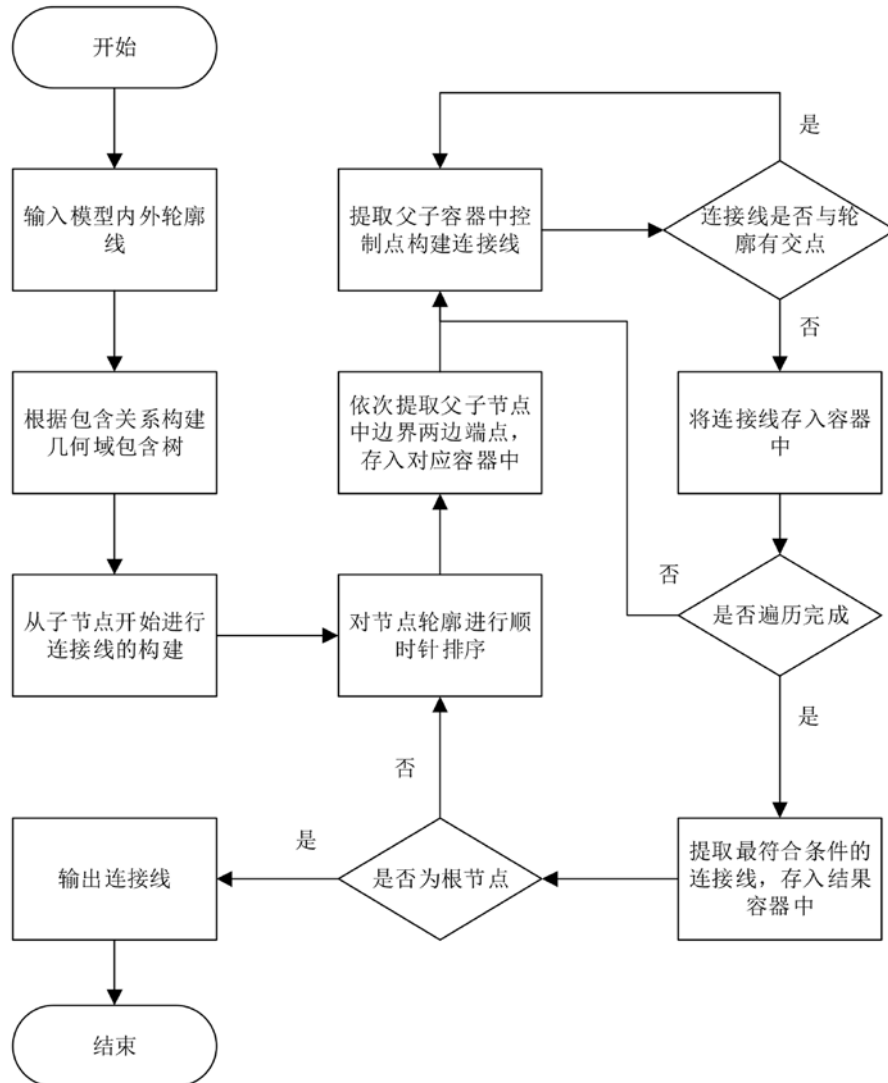 开始
输入模型内外轮廓
线
根据包含关系构建
几何域包含树
从子节点开始进行
连接线的构建
对节点轮廓进行顺
时针排序
依次提取父子节点
中边界两边端点，
存入对应容器中
提取父子容器中控
制点构建连接线
连接线是否与轮
廓有交点
是
否
将连接线存入容器
中
是否遍历完成
否
是
提取最符合条件的
连接线，存入结果
容器中
是否为根节点
否
是
输出连接线
结束